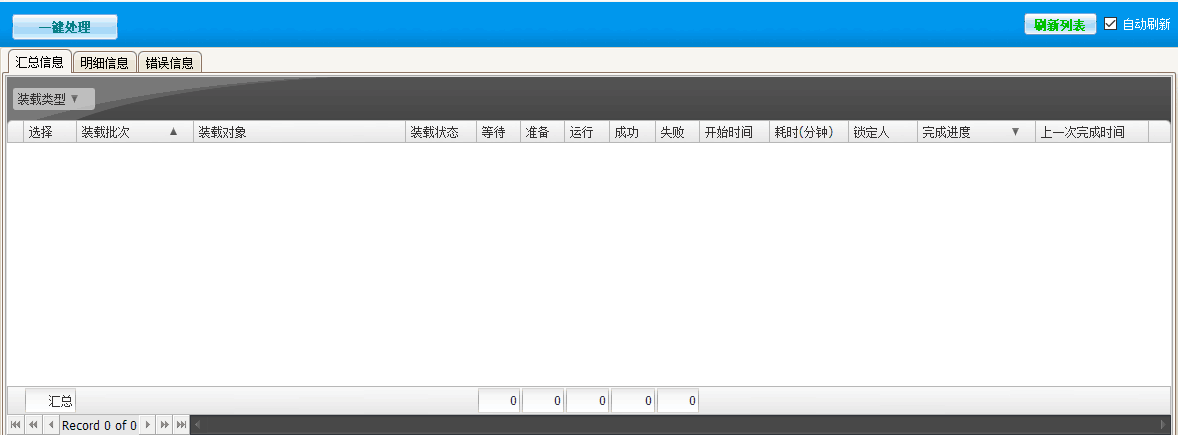 一键处理 刷新列表 自动刷新
汇总信息 明细信息 错误信息
装载类型
选择 装载批次 装载对象 装载状态 等待 准备 运行 成功 失败 开始时间 耗时(分钟) 锁定人 完成进度 上一次完成时间
汇总 0 0 0 0 0
Record 0 of 0